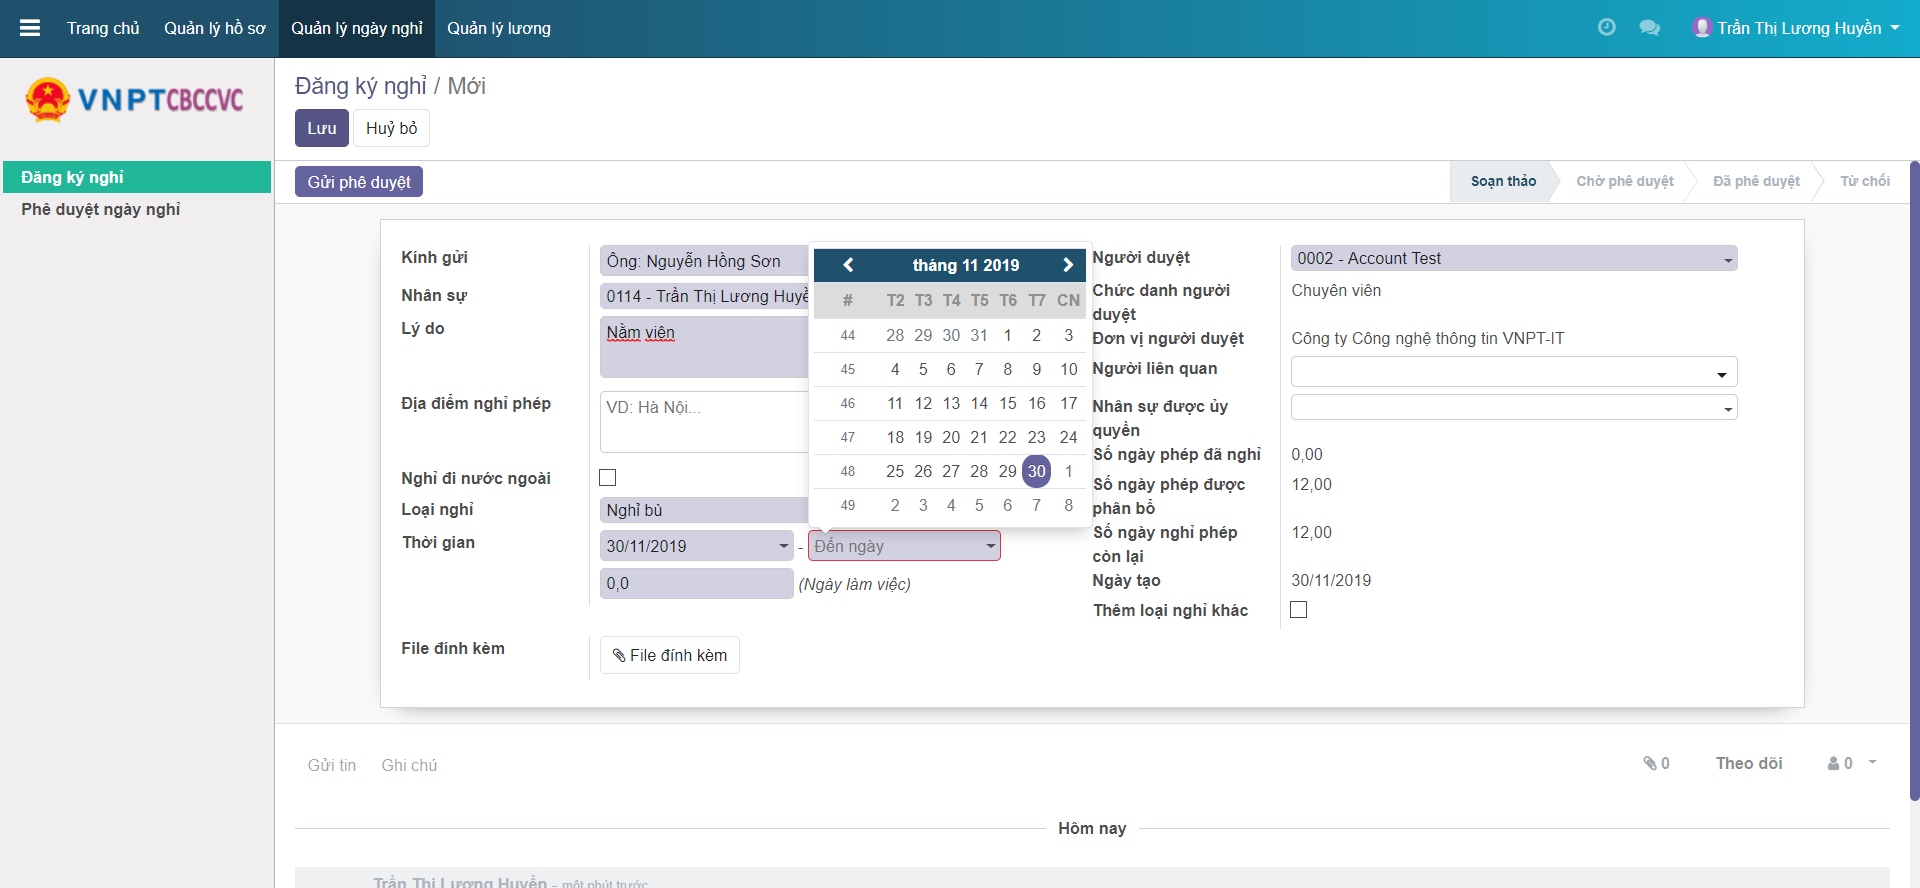 Trang chủ Quản lý hồ sơ Quản lý ngày nghỉ Quản lý lương Trần Thị Lương Huyền
VNPT CBCCVC
Đăng ký nghỉ
Phê duyệt ngày nghỉ
Đăng ký nghỉ / Mới
Lưu Huỷ bỏ
Gửi phê duyệt
Soạn thảo Chờ phê duyệt Đã phê duyệt Từ chối
Kính gửi Ông: Nguyễn Hồng Sơn
Nhân sự 0114 - Trần Thị Lương Huyề
Lý do Nằm viên
Địa điểm nghỉ phép VD: Hà Nội...
Nghỉ đi nước ngoài
Loại nghỉ Nghỉ bù
Thời gian 30/11/2019 - Đến ngày
0,0 (Ngày làm việc)
File đính kèm File đính kèm
tháng 11 2019
# T2 T3 T4 T5 T6 T7 CN
44 28 29 30 31 1 2 3
45 4 5 6 7 8 9 10
46 11 12 13 14 15 16 17
47 18 19 20 21 22 23 24
48 25 26 27 28 29 30 1
49 2 3 4 5 6 7 8
Người duyệt 0002 - Account Test
Chức danh người duyệt Chuyên viên
Đơn vị người duyệt Công ty Công nghệ thông tin VNPT-IT
Người liên quan
Nhân sự được ủy quyền
Số ngày phép đã nghỉ 0,00
Số ngày phép được phân bổ 12,00
Số ngày nghỉ phép còn lại 12,00
Ngày tạo 30/11/2019
Thêm loại nghỉ khác
Gửi tin Ghi chú 0 Theo dõi 0
Hôm nay
Trần Thị Lương Huyền - một phút trước